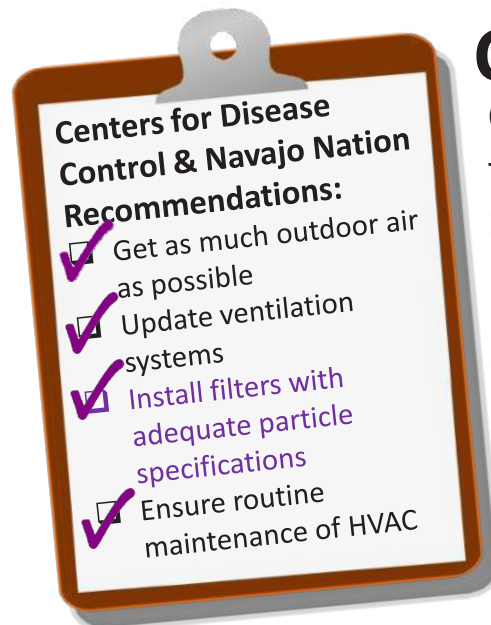 Centers for Disease
Control & Navajo Nation
Recommendations:
Get as much outdoor air
as possible
Update ventilation
systems
Install filters with
adequate particle
specifications
Ensure routine
maintenance of HVAC